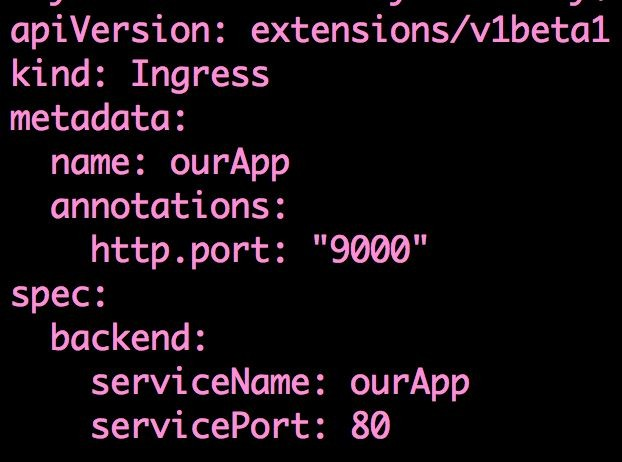 apiVersion: extensions/v1beta1
kind: Ingress
metadata:
  name: ourApp
  annotations:
    http.port: "9000"
spec:
  backend:
    serviceName: ourApp
    servicePort: 80